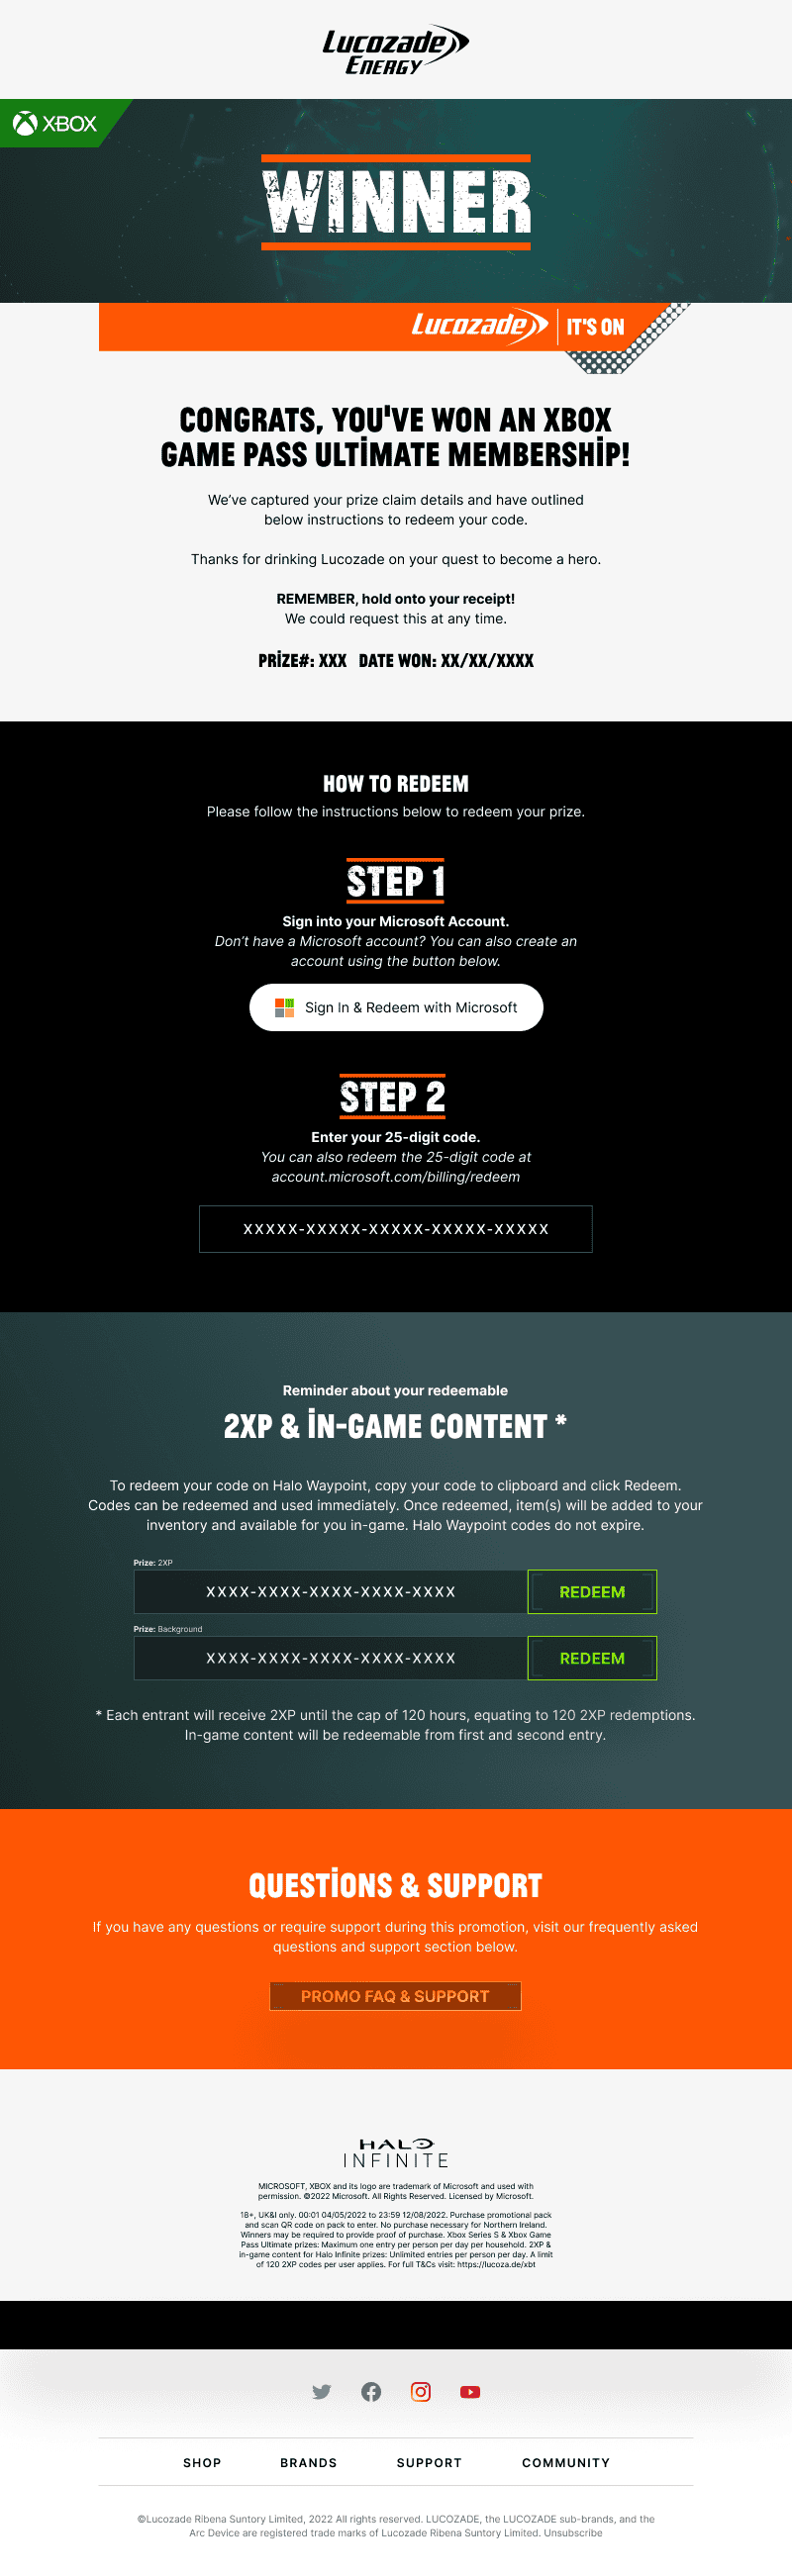 Lucozade
ENERGY
XBOX
WINNER
Lucozade IT'S ON
CONGRATS, YOU'VE WON AN XBOX
GAME PASS ULTIMATE MEMBERSHIP!
We've captured your prize claim details and have outlined
below instructions to redeem your code.
Thanks for drinking Lucozade on your quest to become a hero.
REMEMBER, hold onto your receipt!
We could request this at any time.
PRIZE#: XXX DATE WON: XX/XX/XXXX
HOW TO REDEEM
Please follow the instructions below to redeem your prize.
STEP 1
Sign into your Microsoft Account.
Don't have a Microsoft account? You can also create an
account using the button below.
Sign In & Redeem with Microsoft
STEP 2
Enter your 25-digit code.
You can also redeem the 25-digit code at
account.microsoft.com/billing/redeem
XXXXX-XXXXX-XXXXX-XXXXX-XXXXX
Reminder about your redeemable
2XP & IN-GAME CONTENT *
To redeem your code on Halo Waypoint, copy your code to clipboard and click Redeem.
Codes can be redeemed and used immediately. Once redeemed, item(s) will be added to your
inventory and available for you in-game. Halo Waypoint codes do not expire.
Prize: 2XP
XXXX-XXXX-XXXX-XXXX-XXXX REDEEM
Prize: Background
XXXX-XXXX-XXXX-XXXX-XXXX REDEEM
* Each entrant will receive 2XP until the cap of 120 hours, equating to 120 2XP redemptions.
In-game content will be redeemable from first and second entry.
QUESTIONS & SUPPORT
If you have any questions or require support during this promotion, visit our frequently asked
questions and support section below.
PROMO FAQ & SUPPORT
HALO
INFINITE
MICROSOFT, XBOX and its logo are trademark of Microsoft and used with
permission. ©2022 Microsoft. All Rights Reserved. Licensed by Microsoft.
18+, UK&I only. 00:01 04/05/2022 to 23:59 12/08/2022. Purchase promotional pack
and scan QR code on pack to enter. No purchase necessary for Northern Ireland.
Winners may be required to provide proof of purchase. Xbox Series S & Xbox Game
Pass Ultimate prizes: Maximum one entry per person per day per household. 2XP &
in-game content for Halo Infinite prizes: Unlimited entries per person per day. A limit
of 120 2XP codes per user applies. For full T&Cs visit: https://lucoza.de/xbt
SHOP BRANDS SUPPORT COMMUNITY
©Lucozade Ribena Suntory Limited, 2022 All rights reserved. LUCOZADE, the LUCOZADE sub-brands, and the
Arc Device are registered trade marks of Lucozade Ribena Suntory Limited. Unsubscribe